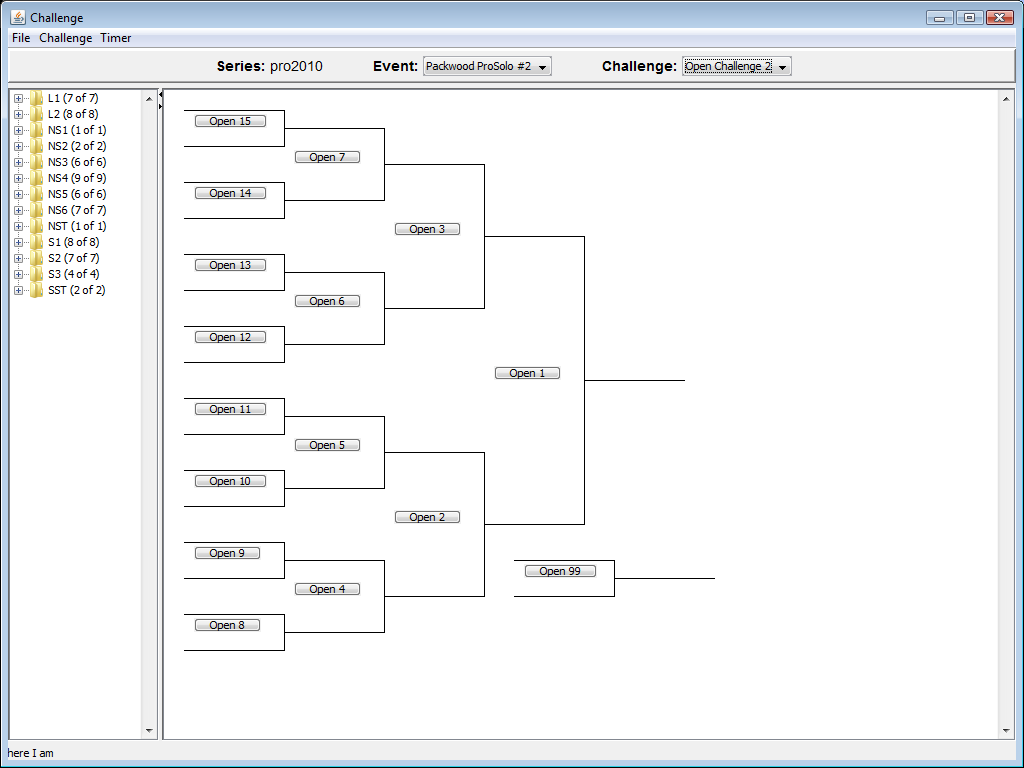 Challenge
File Challenge Timer
Series: pro2010 Event: Packwood ProSolo #2 Challenge: Open Challenge 2
L1 (7 of 7)
L2 (8 of 8)
NS1 (1 of 1)
NS2 (2 of 2)
NS3 (6 of 6)
NS4 (9 of 9)
NS5 (6 of 6)
NS6 (7 of 7)
NST (1 of 1)
S1 (8 of 8)
S2 (7 of 7)
S3 (4 of 4)
SST (2 of 2)
Open 15
Open 7
Open 14
Open 3
Open 13
Open 6
Open 12
Open 1
Open 11
Open 5
Open 10
Open 2
Open 9
Open 99
Open 4
Open 8
here I am